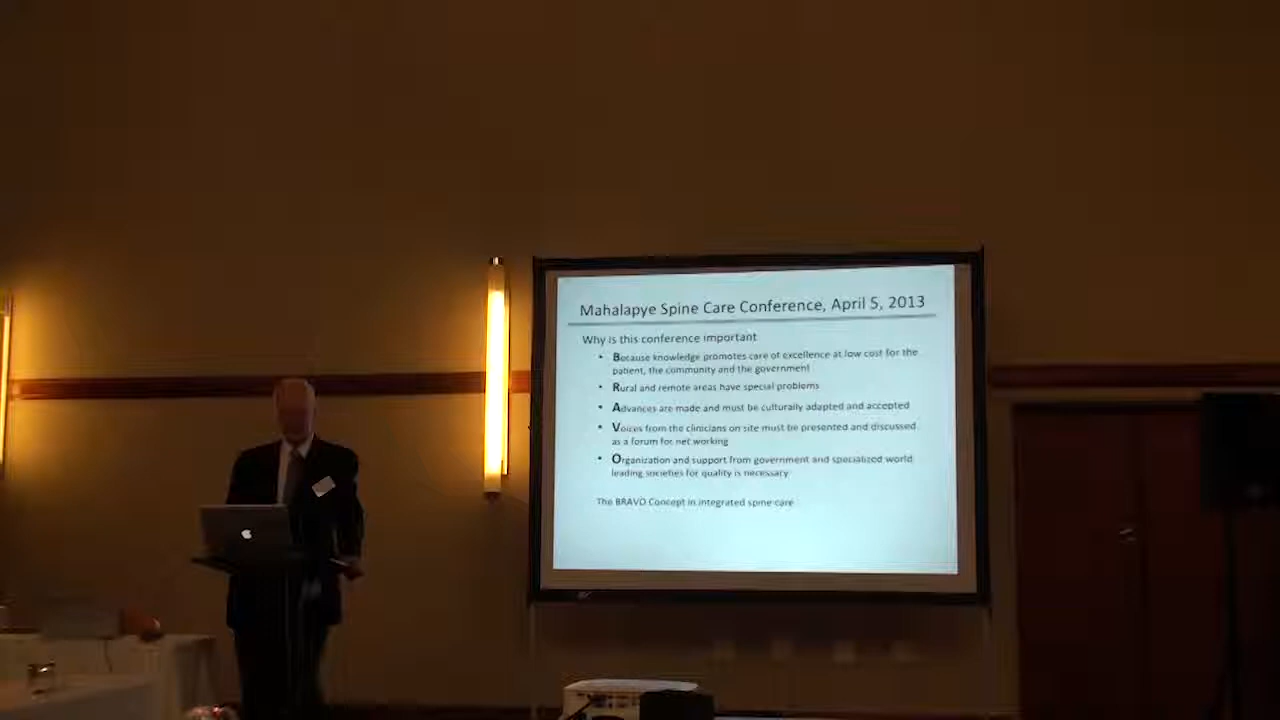 Mahalapye Spine Care Conference, April 5, 2013
Why is this conference important
• Because knowledge promotes care of excellence at low cost for the
patient, the community and the government
• Rural and remote areas have special problems
• Advances are made and must be culturally adapted and accepted
• Voices from the clinicians on site must be presented and discussed
as a forum for net working
• Organization and support from government and specialized world
leading societies for quality is necessary
The BRAVO Concept in integrated spine care